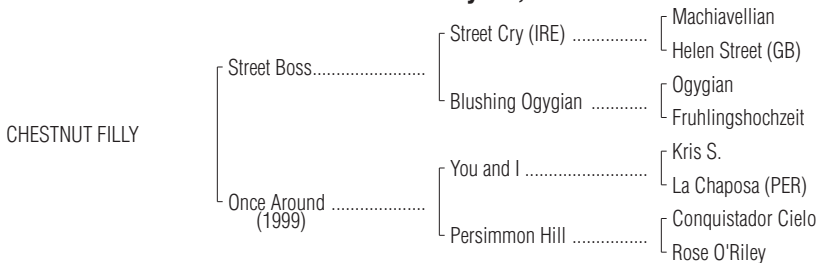 Machiavellian
Street Cry (IRE) ................
Helen Street (GB)
Street Boss........................
Ogygian
Blushing Ogygian .............
Fruhlingshochzeit
CHESTNUT FILLY
Kris S.
You and I ..........................
La Chaposa (PER)
Once Around ....................
(1999)
Conquistador Cielo
Persimmon Hill ................
Rose O'Riley